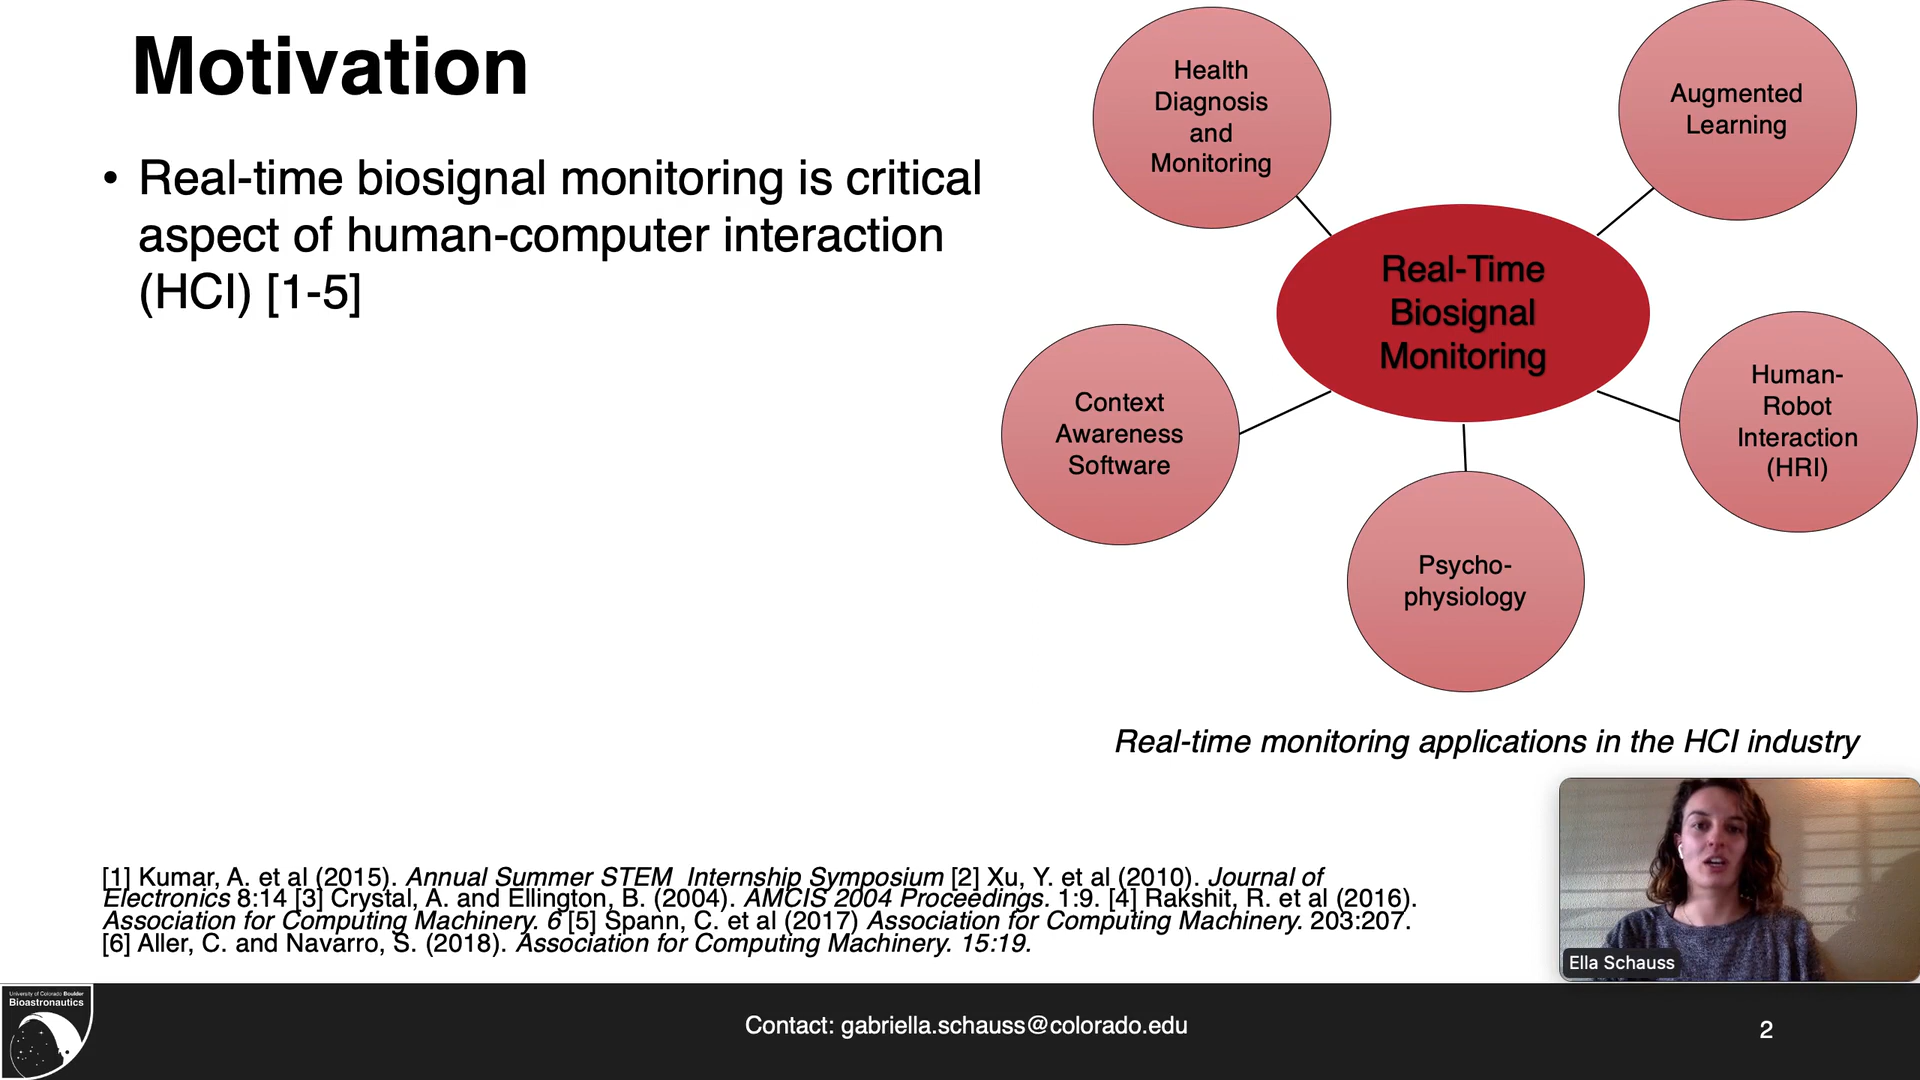 Motivation
• Real-time biosignal monitoring is critical
aspect of human-computer interaction
(HCI) [1-5]
Health
Diagnosis
and
Monitoring
Augmented
Learning
Real-Time
Biosignal
Monitoring
Context
Awareness
Software
Human-
Robot
Interaction
(HRI)
Psycho-
physiology
Real-time monitoring applications in the HCI industry
[1] Kumar, A. et al (2015). Annual Summer STEM Internship Symposium [2] Xu, Y. et al (2010). Journal of
Electronics 8:14 [3] Crystal, A. and Ellington, B. (2004). AMCIS 2004 Proceedings. 1:9. [4] Rakshit, R. et al (2016).
Association for Computing Machinery. 6 [5] Spann, C. et al (2017) Association for Computing Machinery. 203:207.
[6] Aller, C. and Navarro, S. (2018). Association for Computing Machinery. 15:19.
Ella Schauss
University of Colorado Boulder
Bioastronautics
Contact: gabriella.schauss@colorado.edu
2